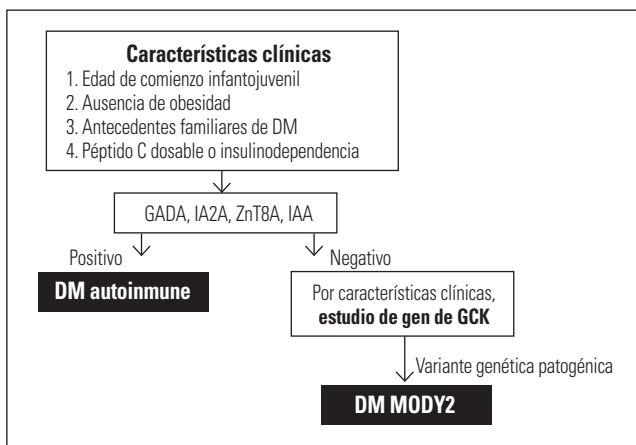 Características clínicas
1. Edad de comienzo infantojuvenil
2. Ausencia de obesidad
3. Antecedentes familiares de DM
4. Péptido C dosable o insulinodependencia
GADA, IA2A, ZnT8A, IAA
Positivo
Negativo
DM autoinmune
Por características clínicas,
estudio de gen de GCK
Variante genética patogénica
DM MODY2